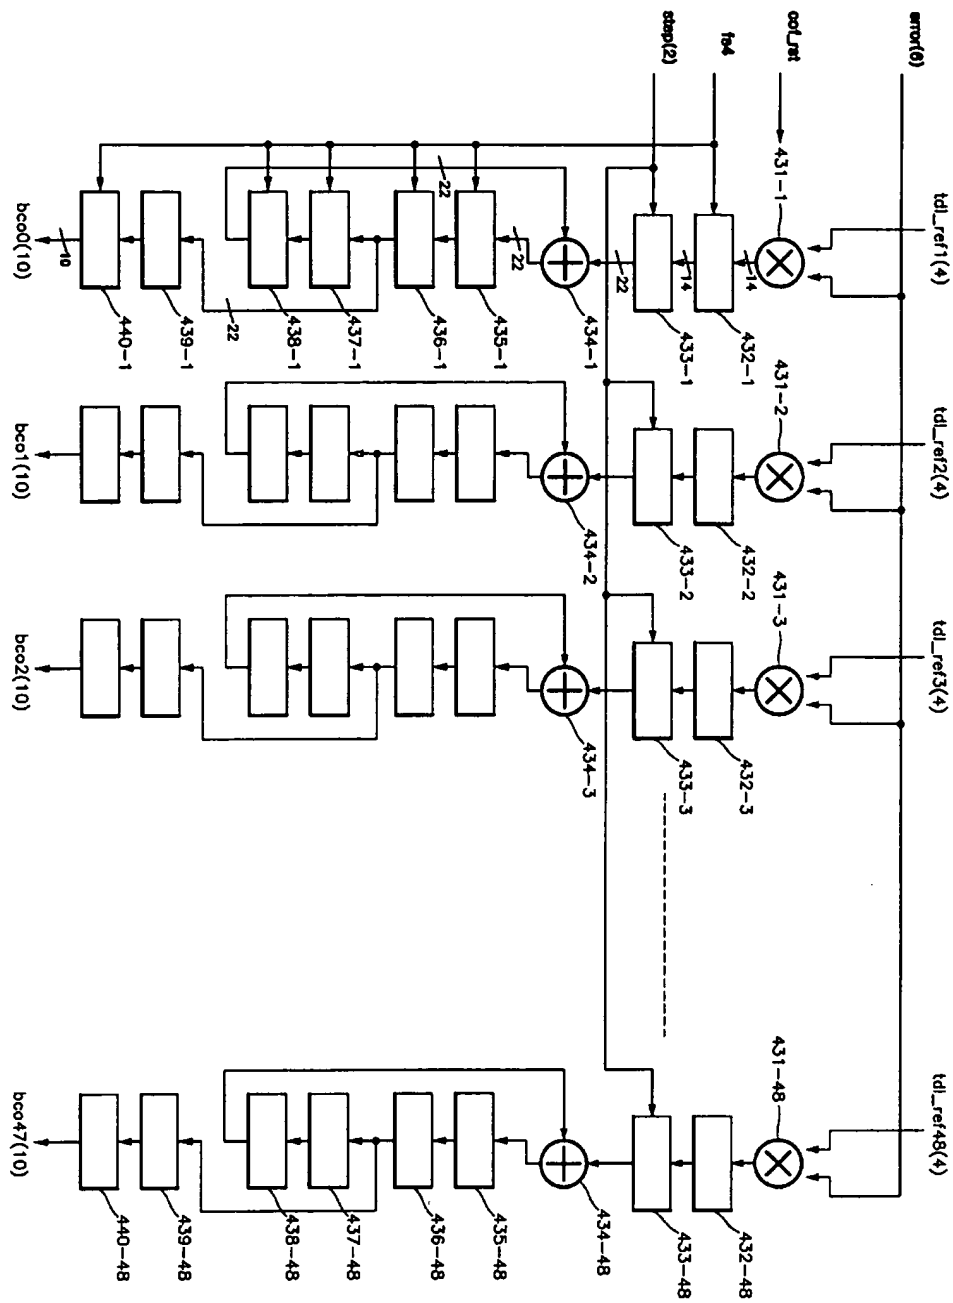 error(6)
cof_rst
fs4
step(2)
tdl_ref1(4)
431-1
14
432-1
14
433-1
22
434-1
22
435-1
22
436-1
437-1
438-1
22
439-1
440-1
10
bco0(10)
tdl_ref2(4)
431-2
432-2
433-2
434-2
bco1(10)
tdl_ref3(4)
431-3
432-3
433-3
434-3
bco2(10)
tdl_ref48(4)
431-48
432-48
433-48
434-48
435-48
436-48
437-48
438-48
439-48
440-48
bco47(10)